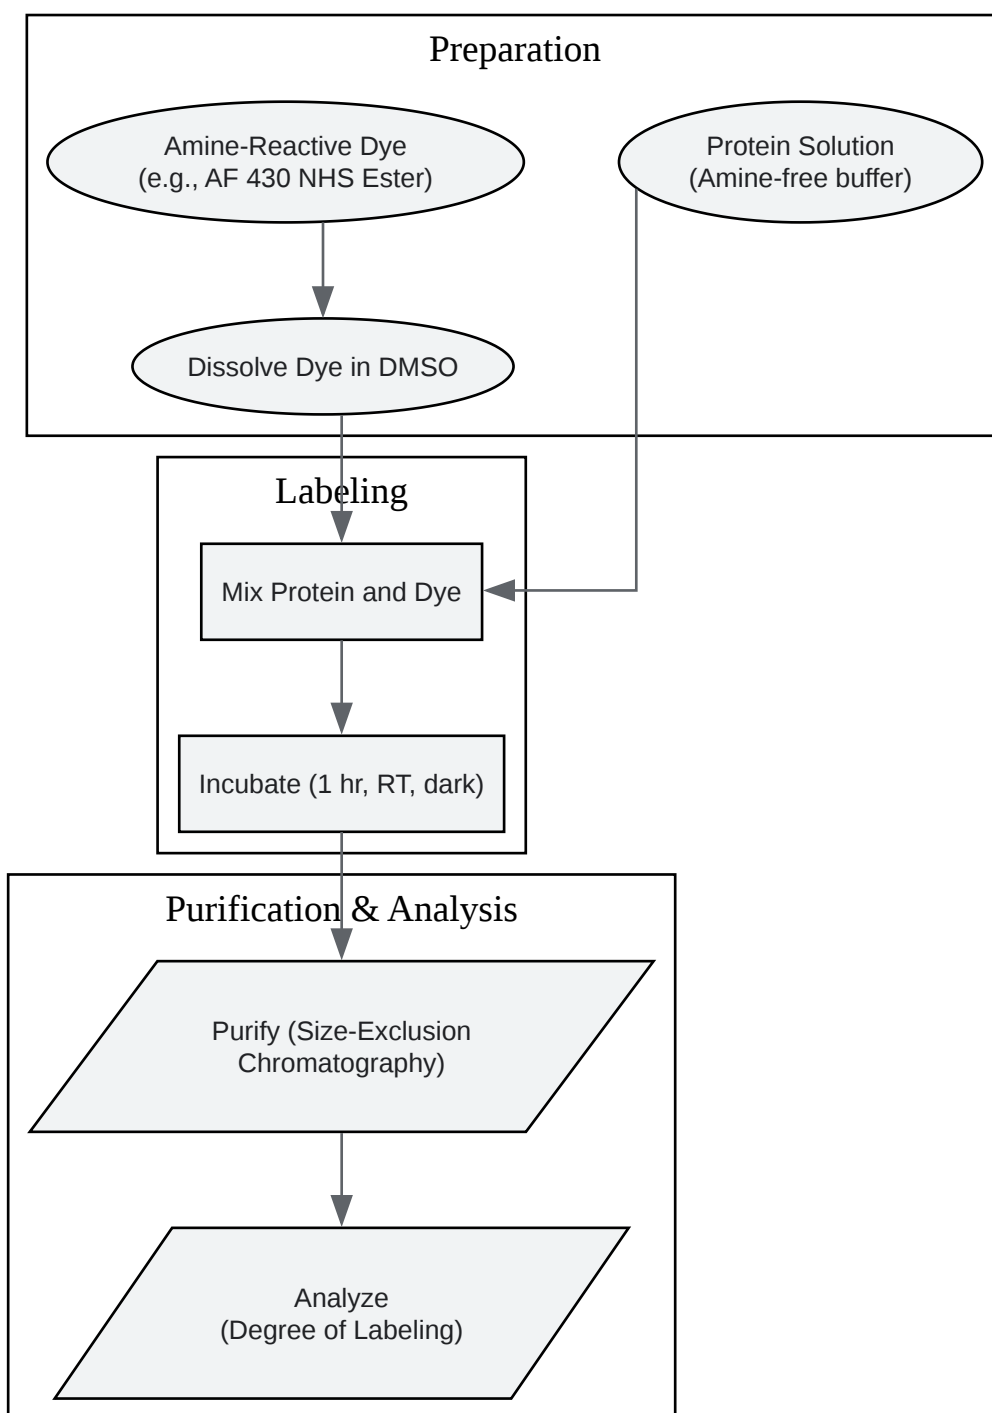 Preparation
Amine-Reactive Dye
(e.g., AF 430 NHS Ester)
Protein Solution
(Amine-free buffer)
Dissolve Dye in DMSO
Labeling
Mix Protein and Dye
Incubate (1 hr, RT, dark)
Purification & Analysis
Purify (Size-Exclusion
Chromatography)
Analyze
(Degree of Labeling)